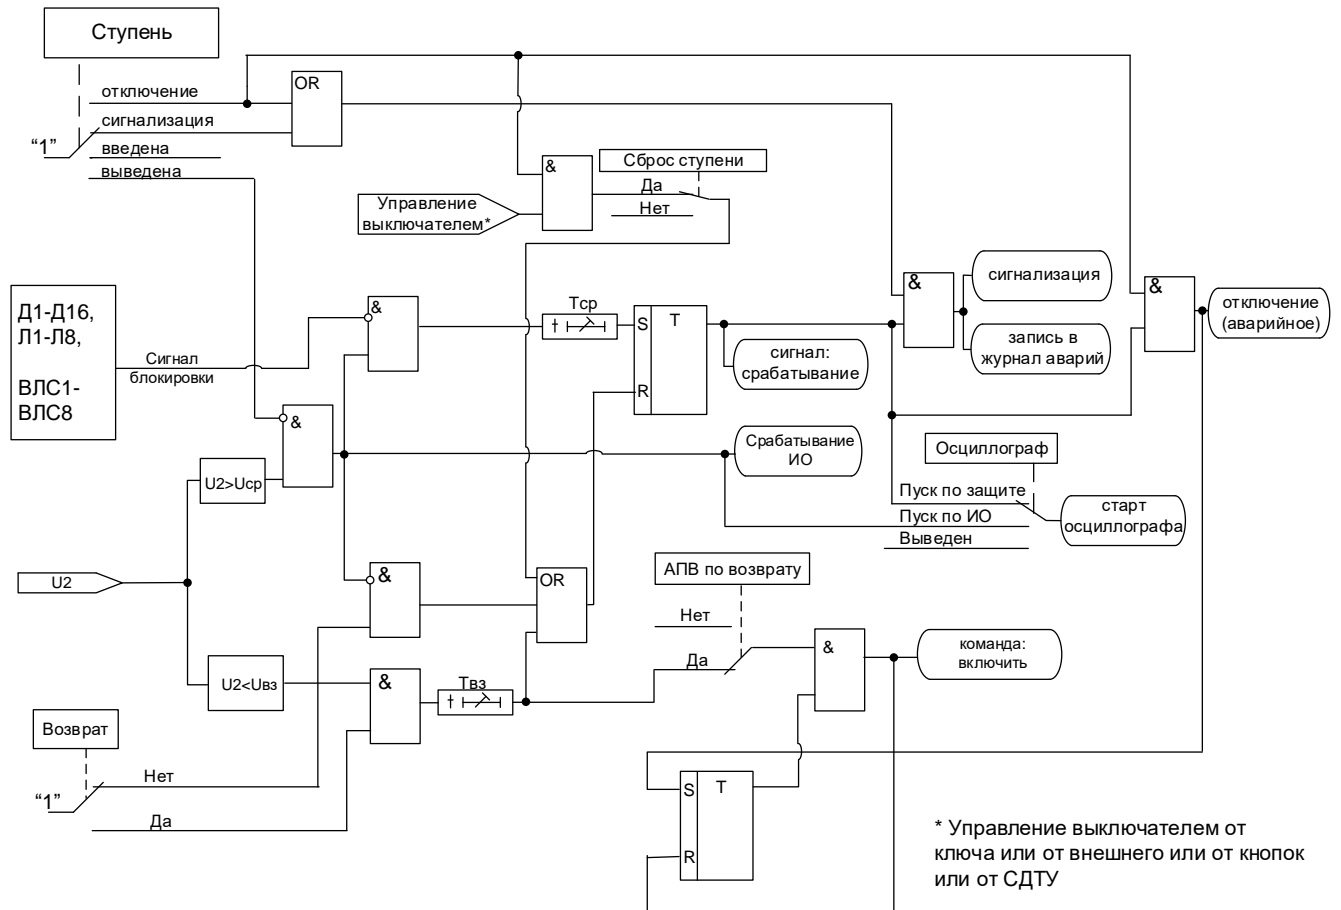 Ступень
отключение
OR
сигнализация
“1”
введена
выведена
&
Сброс ступени
Да
Нет
Управление
выключателем*
&
сигнализация
запись в
журнал аварий
&
отключение
(аварийное)
Д1-Д16,
Л1-Л8,
ВЛС1-
ВЛС8
Сигнал
блокировки
&
Тср
S
T
R
сигнал:
срабатывание
&
U2>Uср
Срабатывание
ИО
Осциллограф
Пуск по защите
Пуск по ИО
Выведен
старт
осциллографа
U2
&
OR
АПВ по возврату
Нет
Да
&
команда:
включить
U2<Uвз
&
Твз
Возврат
“1”
Нет
Да
S
T
R
* Управление выключателем от
ключа или от внешнего или от кнопок
или от СДТУ